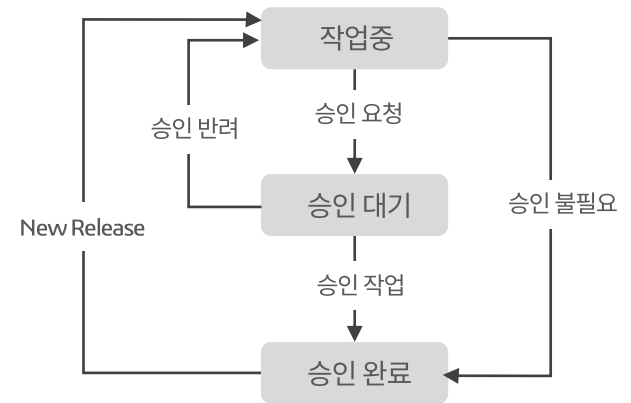 작업중
승인 요청
승인 반려
승인 대기
승인 불필요
New Release
승인 작업
승인 완료